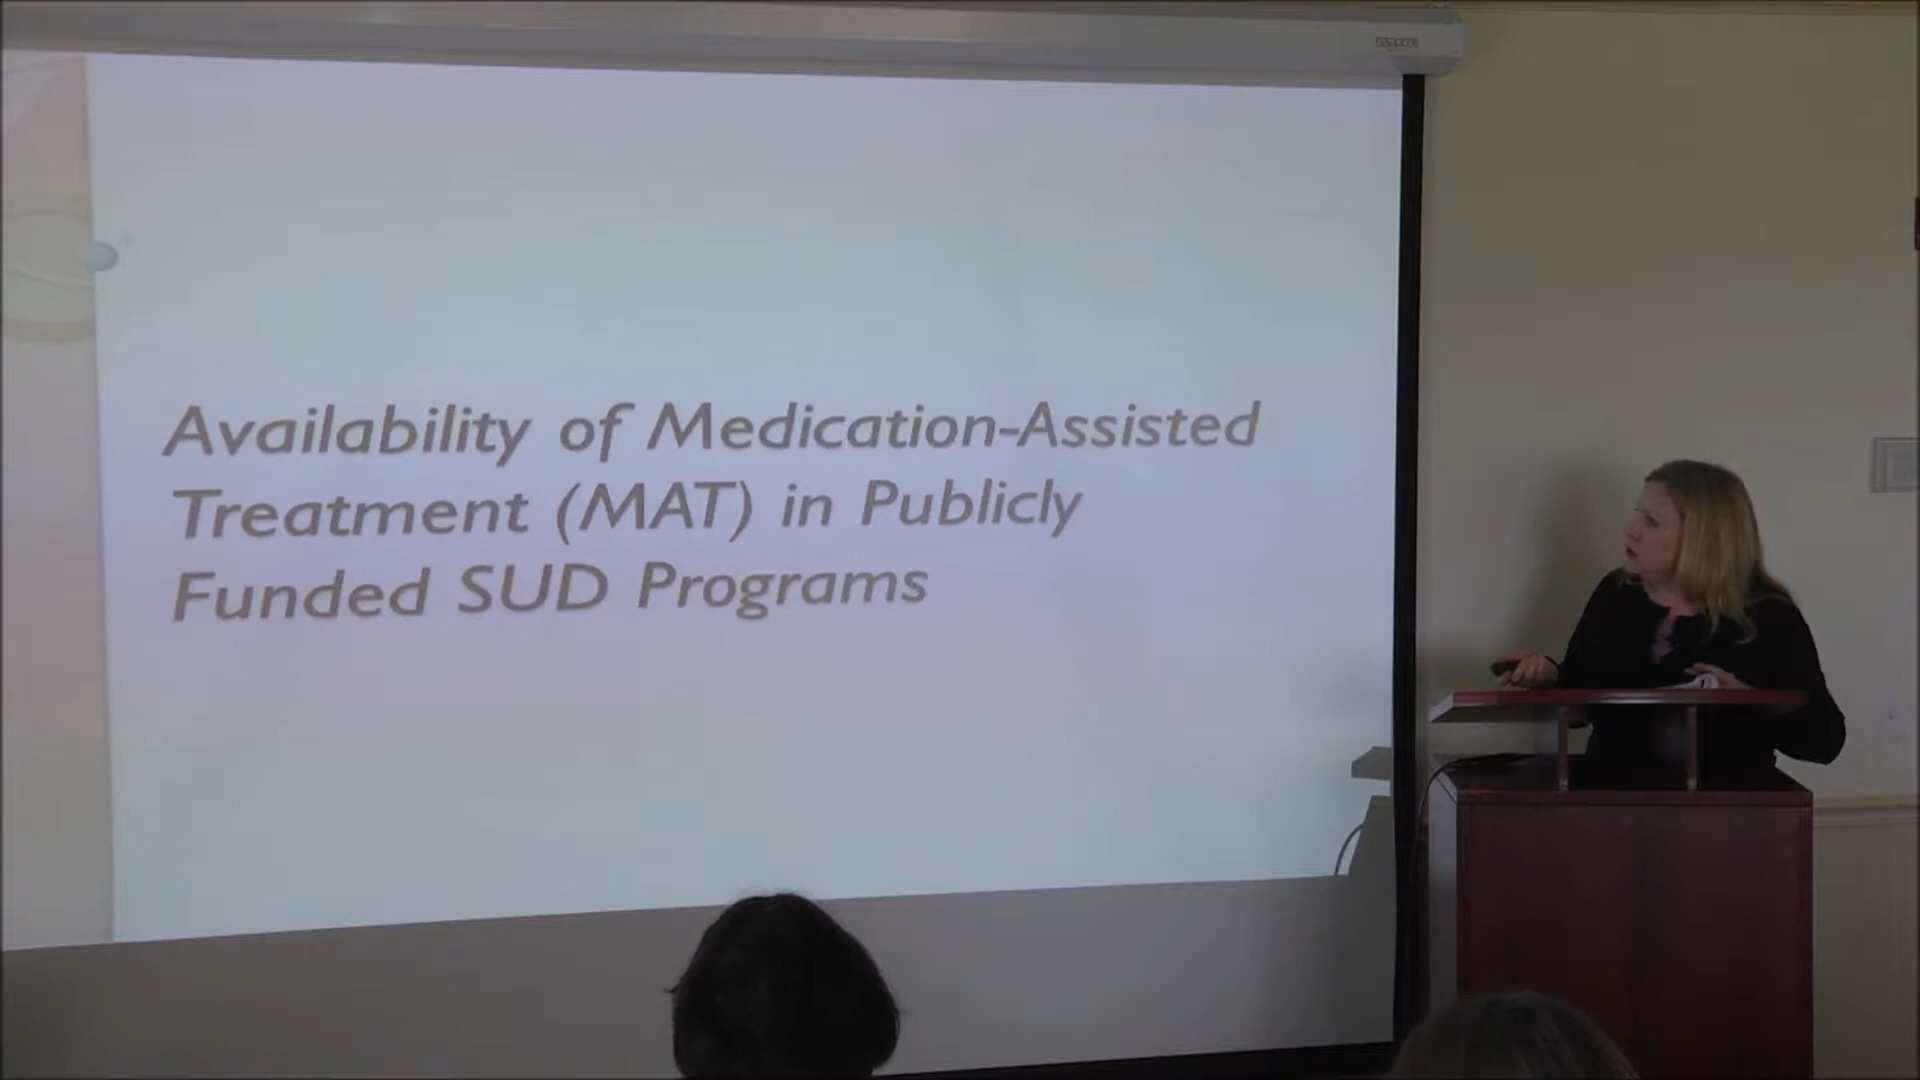 Availability of Medication-Assisted
Treatment (MAT) in Publicly
Funded SUD Programs